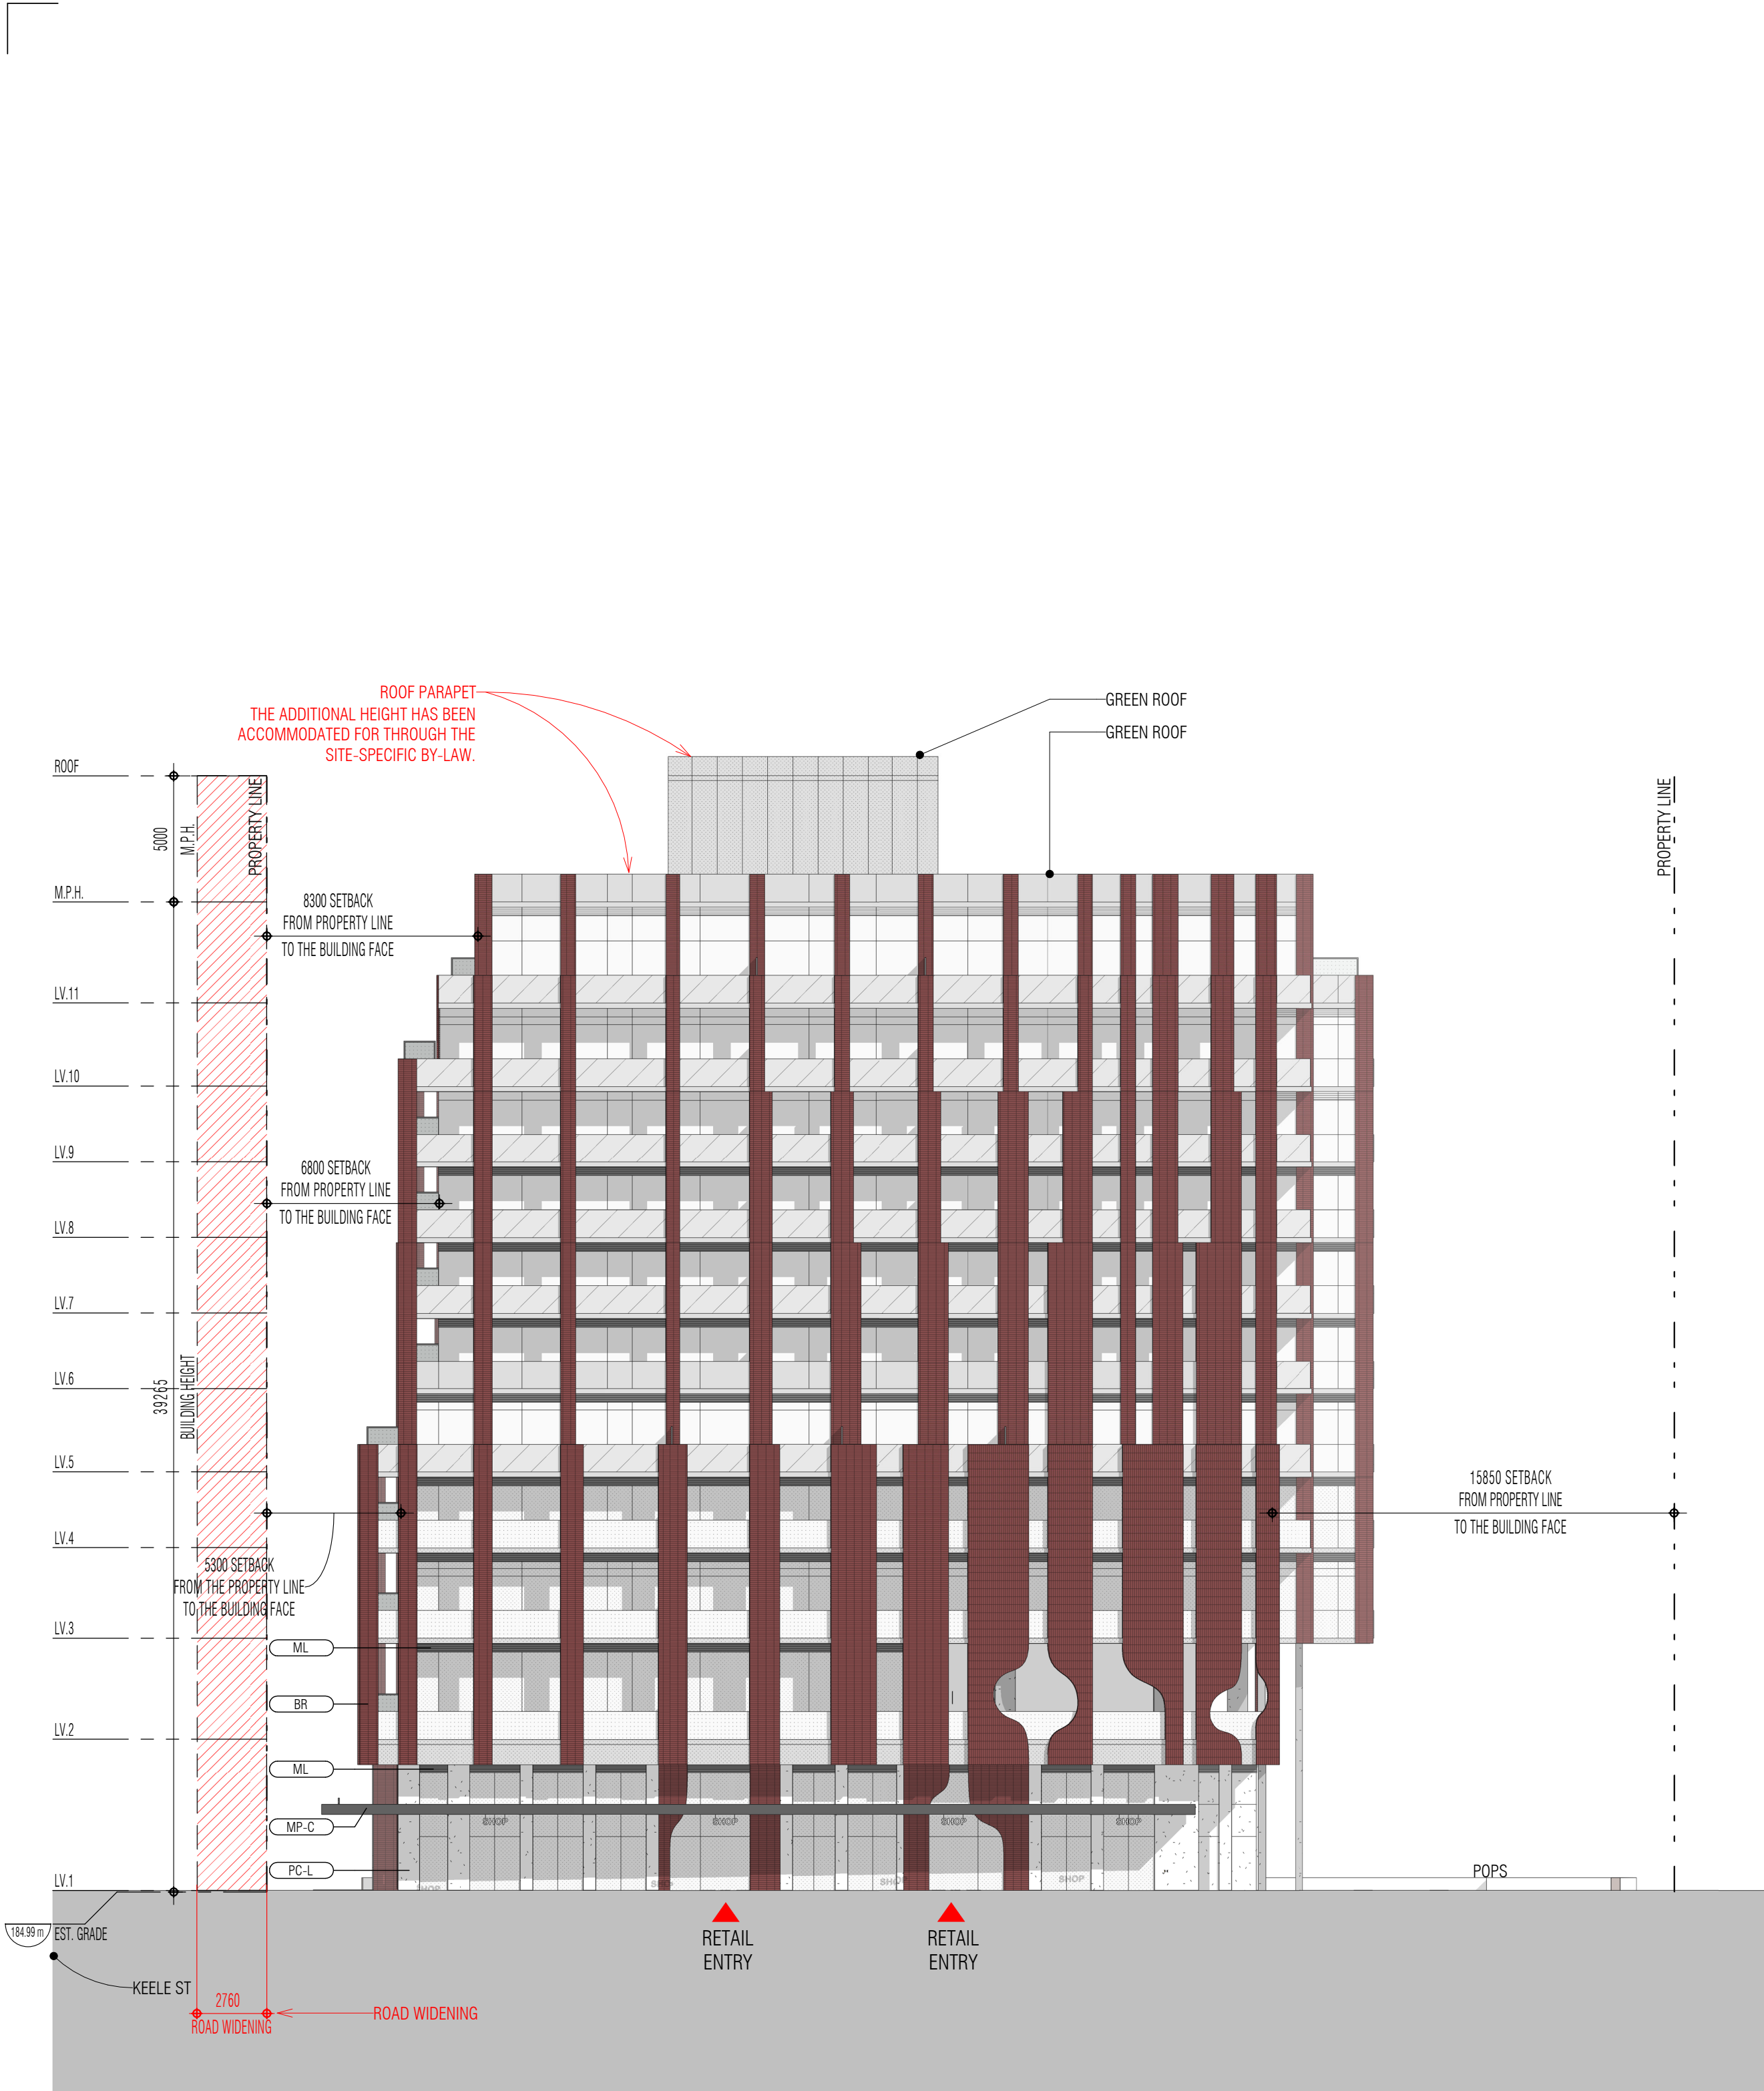 ROOF PARAPET
THE ADDITIONAL HEIGHT HAS BEEN
ACCOMMODATED FOR THROUGH THE
SITE-SPECIFIC BY-LAW.
GREEN ROOF
GREEN ROOF
ROOF
5000
M.P.H.
PROPERTY LINE
PROPERTY LINE
M.P.H.
8300 SETBACK
FROM PROPERTY LINE
TO THE BUILDING FACE
LV.11
LV.10
LV.9
6800 SETBACK
FROM PROPERTY LINE
TO THE BUILDING FACE
LV.8
LV.7
LV.6
39265
BUILDING HEIGHT
LV.5
15850 SETBACK
FROM PROPERTY LINE
TO THE BUILDING FACE
LV.4
5300 SETBACK
FROM THE PROPERTY LINE
TO THE BUILDING FACE
LV.3
ML
BR
LV.2
ML
MP-C
SHOP
SHOP
SHOP
SHOP
PC-L
LV.1
SHOP
SHOP
SHOP
SHOP
POPS
184.99 m
EST. GRADE
RETAIL
ENTRY
RETAIL
ENTRY
KEELE ST
2760
ROAD WIDENING
ROAD WIDENING